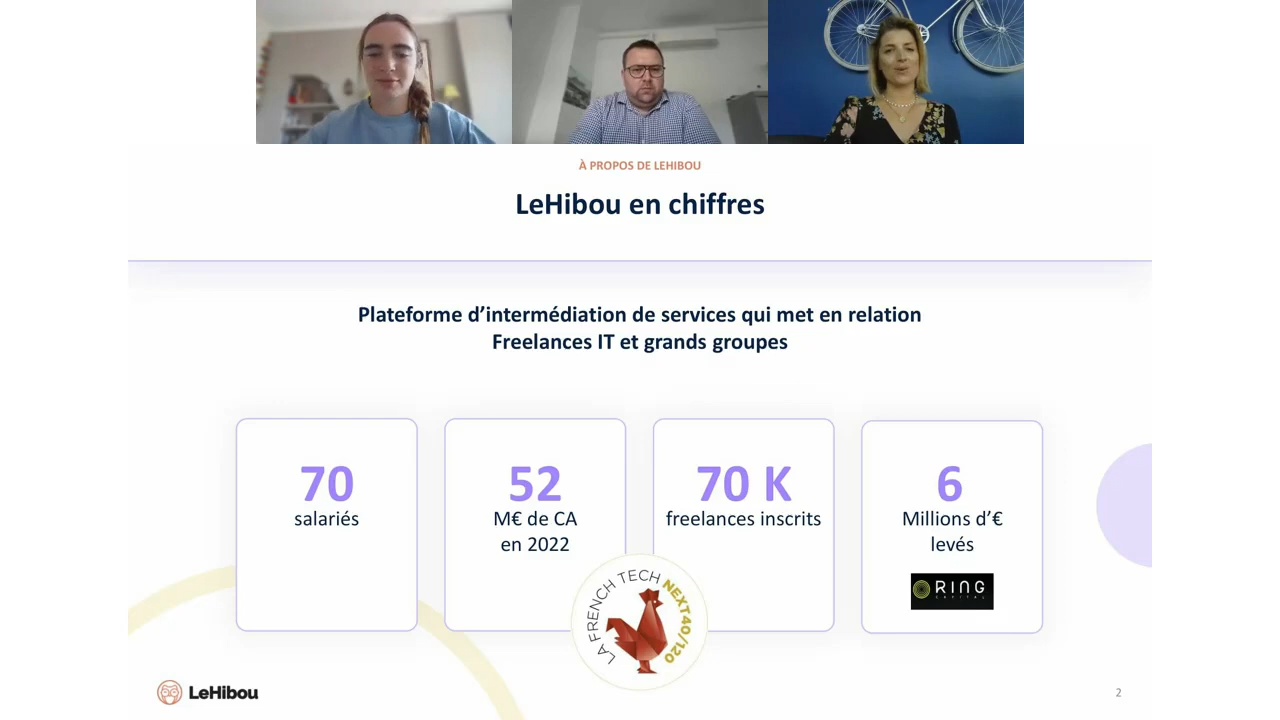 À PROPOS DE LEHIBOU
LeHibou en chiffres
Plateforme d’intermédiation de services qui met en relation
Freelances IT et grands groupes
70
salariés
52
M€ de CA
en 2022
70 K
freelances inscrits
6
Millions d’€
levés
RING
CAPITAL
LA FRENCH TECH NEXT40/120
LeHibou
2